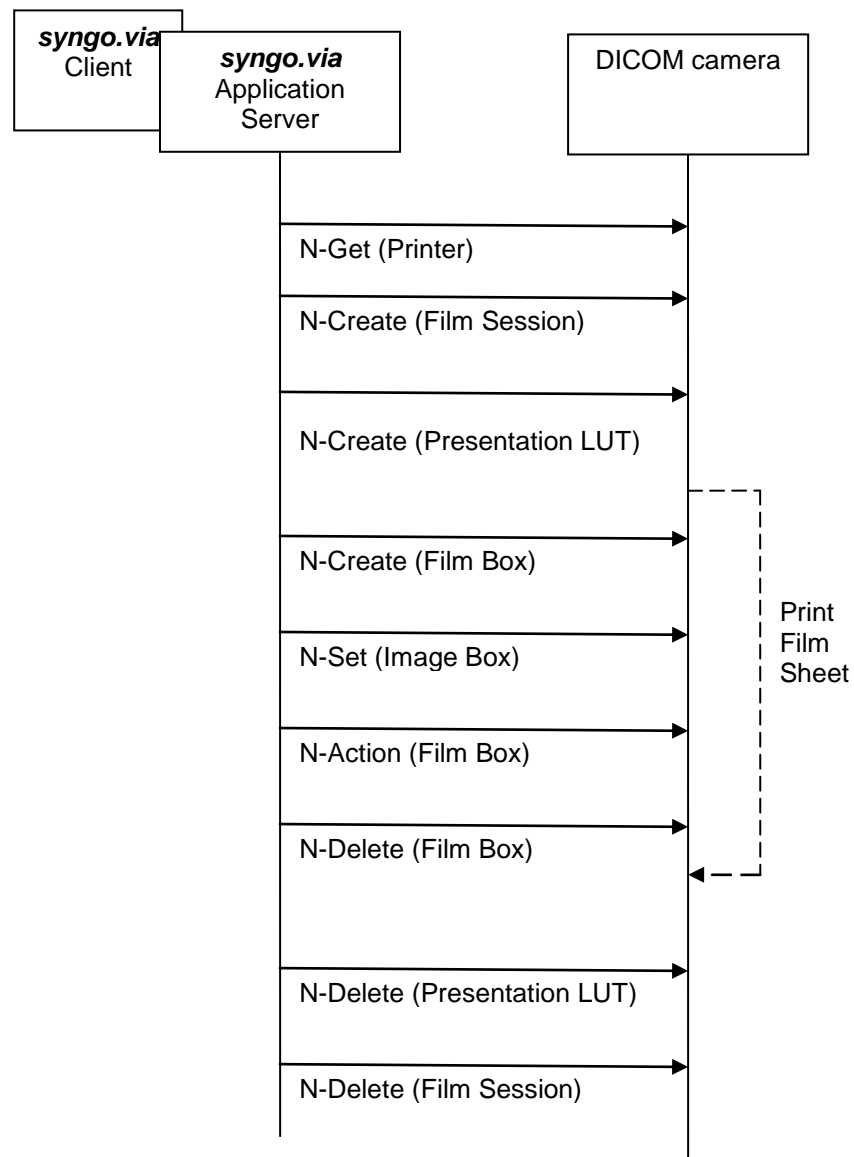 syngo.via
Client
syngo.via
Application
Server
DICOM camera
N-Get (Printer)
N-Create (Film Session)
N-Create (Presentation LUT)
N-Create (Film Box)
N-Set (Image Box)
Print
Film
Sheet
N-Action (Film Box)
N-Delete (Film Box)
N-Delete (Presentation LUT)
N-Delete (Film Session)